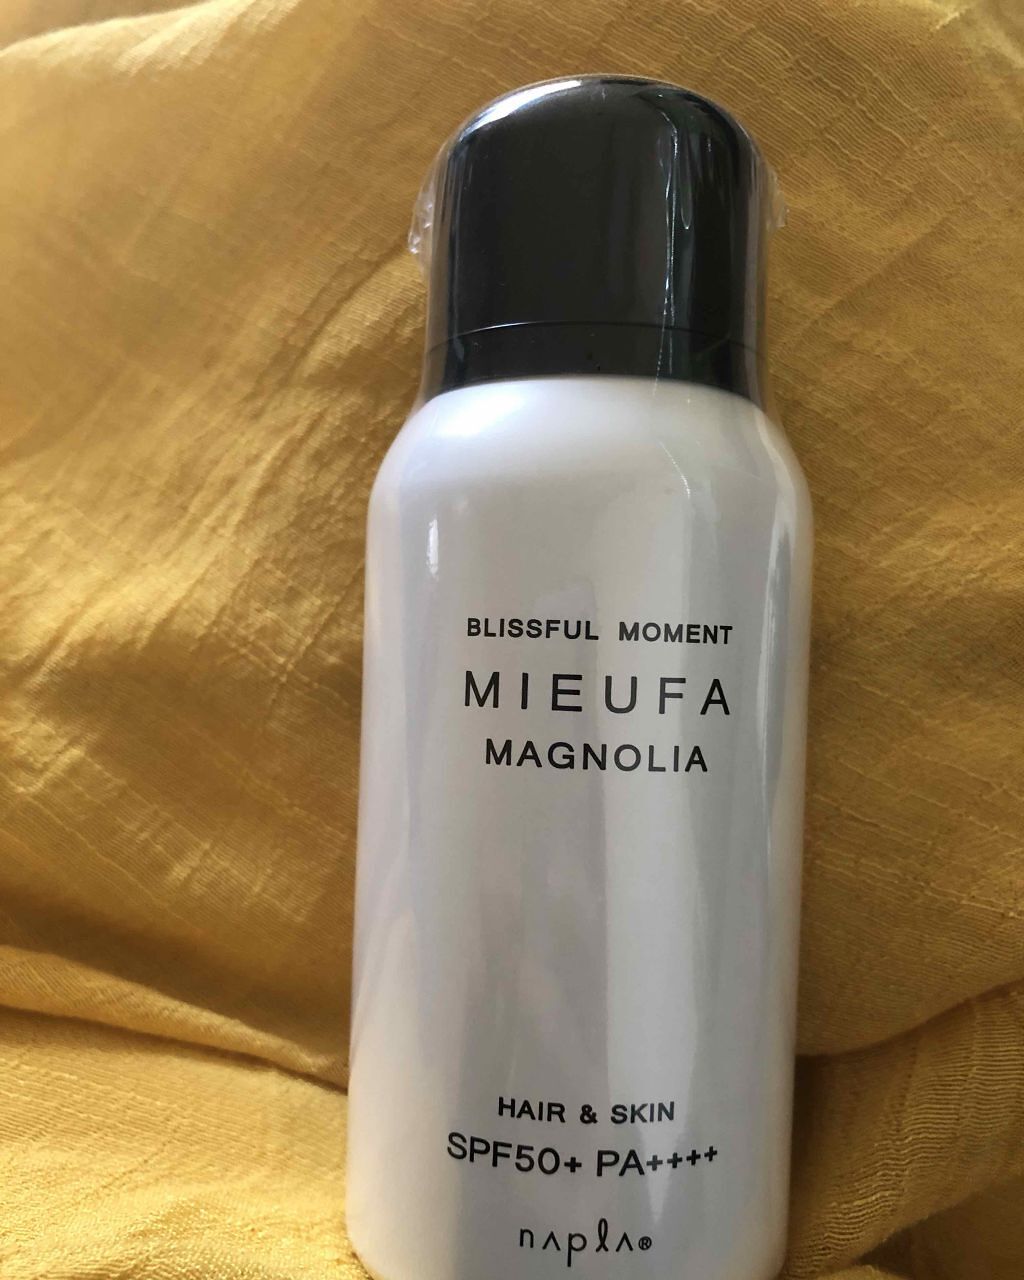 BLISSFUL MOMENT
MIEUFA
MAGNOLIA
HAIR & SKIN
SPF50+ PA++++
napla®